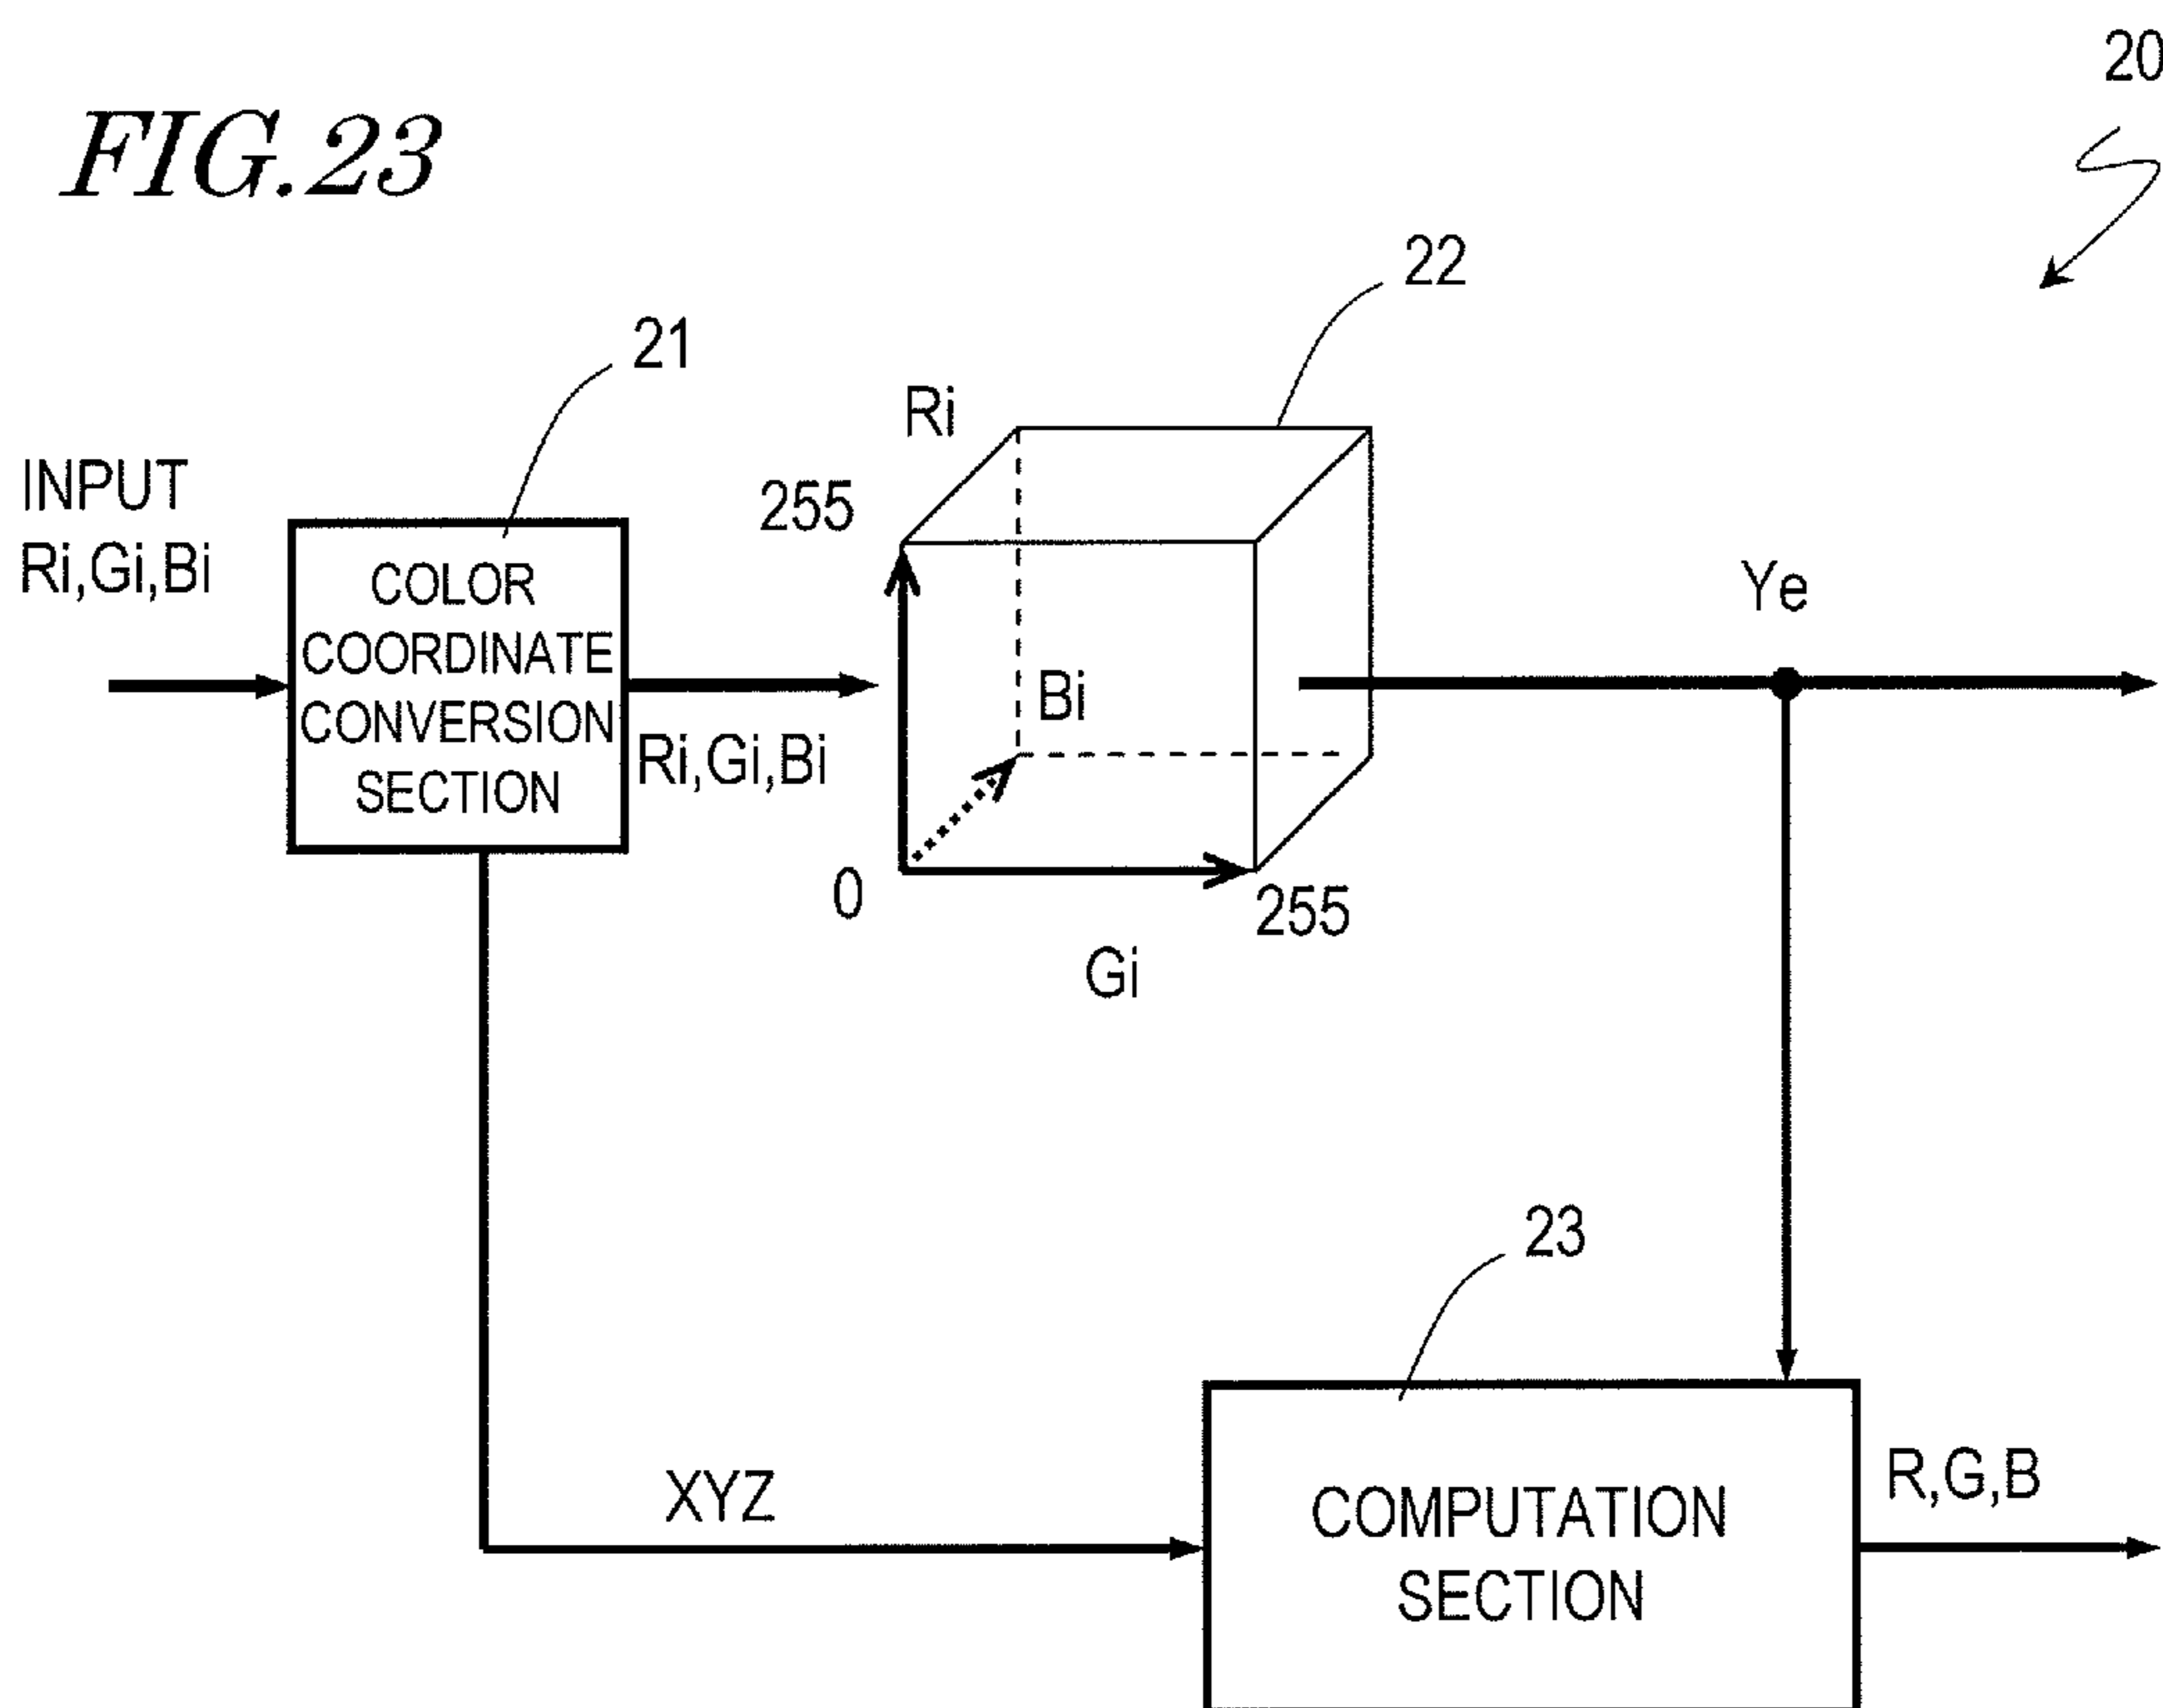 FIG.23
20
22
21
Ri
INPUT
Ri,Gi,Bi
255
COLOR
COORDINATE
CONVERSION
SECTION
Ye
Bi
Ri,Gi,Bi
0
255
Gi
23
XYZ
COMPUTATION
SECTION
R,G,B